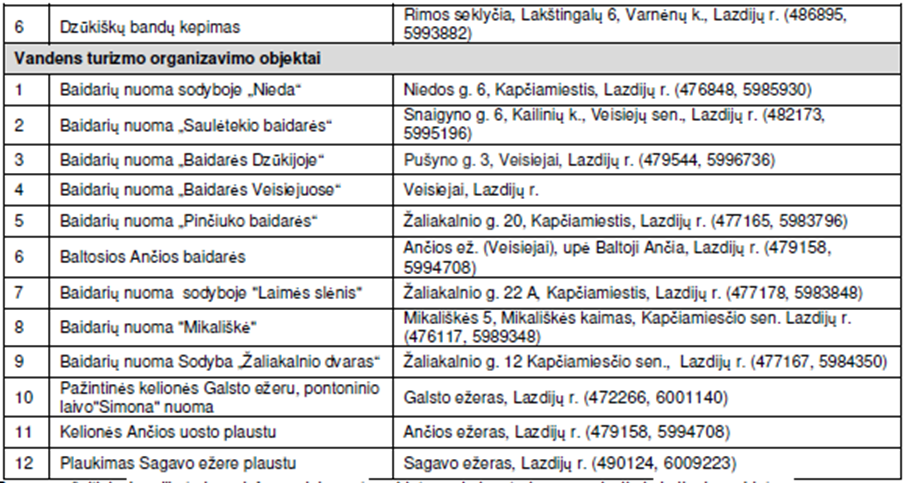 6 Dzūkiškų bandų kepimas Rimos seklyčia, Lakštingalų 6, Varnėnų k., Lazdijų r. (486895,
5993882)
Vandens turizmo organizavimo objektai
1 Baidarių nuoma sodyboje „Nieda“ Niedos g. 6, Kapčiamiestis, Lazdijų r. (476848, 5985930)
2 Baidarių nuoma „Saulėtekio baidarės“ Snaigyno g. 6, Kailinių k., Veisiejų sen., Lazdijų r. (482173,
5995196)
3 Baidarių nuoma „Baidarės Dzūkijoje“ Pušyno g. 3, Veisiejai, Lazdijų r. (479544, 5996736)
4 Baidarių nuoma „Baidarės Veisiejuose“ Veisiejai, Lazdijų r.
5 Baidarių nuoma „Pinčiuko baidarės“ Žaliakalnio g. 20, Kapčiamiestis, Lazdijų r. (477165, 5983796)
6 Baltosios Ančios baidarės Ančios ež. (Veisiejai), upė Baltoji Ančia, Lazdijų r. (479158,
5994708)
7 Baidarių nuoma sodyboje “Laimės slėnis“ Žaliakalnio g. 22 A, Kapčiamiestis, Lazdijų r. (477178, 5983848)
8 Baidarių nuoma “Mikališkė“ Mikališkės 5, Mikališkės kaimas, Kapčiamiesčio sen. Lazdijų r.
(476117, 5989348)
9 Baidarių nuoma Sodyba „Žaliakalnio dvaras“ Žaliakalnio g. 12 Kapčiamiesčio sen., Lazdijų r. (477167, 5984350)
10 Pažintinės kelionės Galsto ežeru, pontoninio
laivo“Simona“ nuoma Galsto ežeras, Lazdijų r. (472266, 6001140)
11 Kelionės Ančios uosto plaustu Ančios ežeras, Lazdijų r. (479158, 5994708)
12 Plaukimas Sagavo ežere plaustu Sagavo ežeras, Lazdijų r. (490124, 6009223)